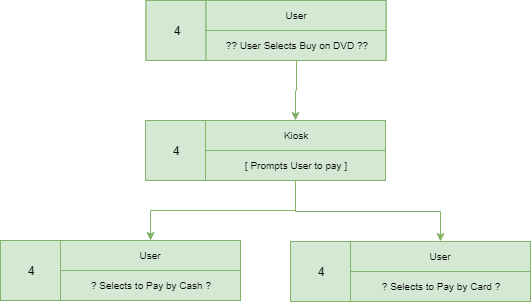 4
User
?? User Selects Buy on DVD ??
4
Kiosk
[ Prompts User to pay ]
4
User
? Selects to Pay by Cash ?
4
User
? Selects to Pay by Card ?